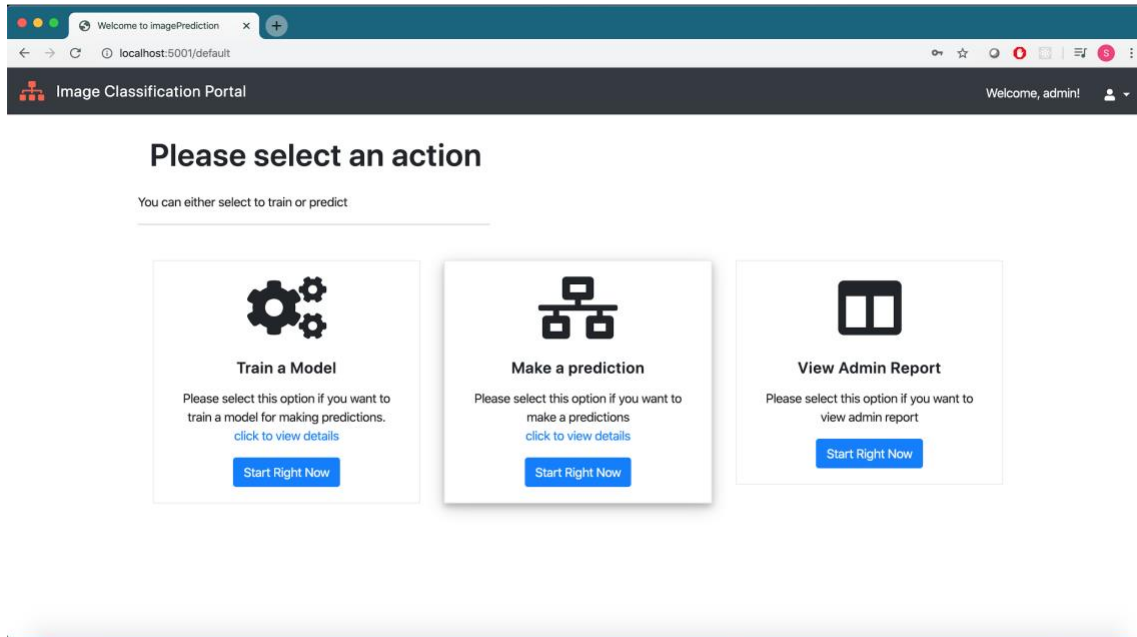 Welcome to imagePrediction
localhost:5001/default
S
Image Classification Portal
Welcome, admin!
Please select an action
You can either select to train or predict
Train a Model
Please select this option if you want to
train a model for making predictions.
click to view details
Start Right Now
Make a prediction
Please select this option if you want to
make a predictions
click to view details
Start Right Now
View Admin Report
Please select this option if you want to
view admin report
Start Right Now